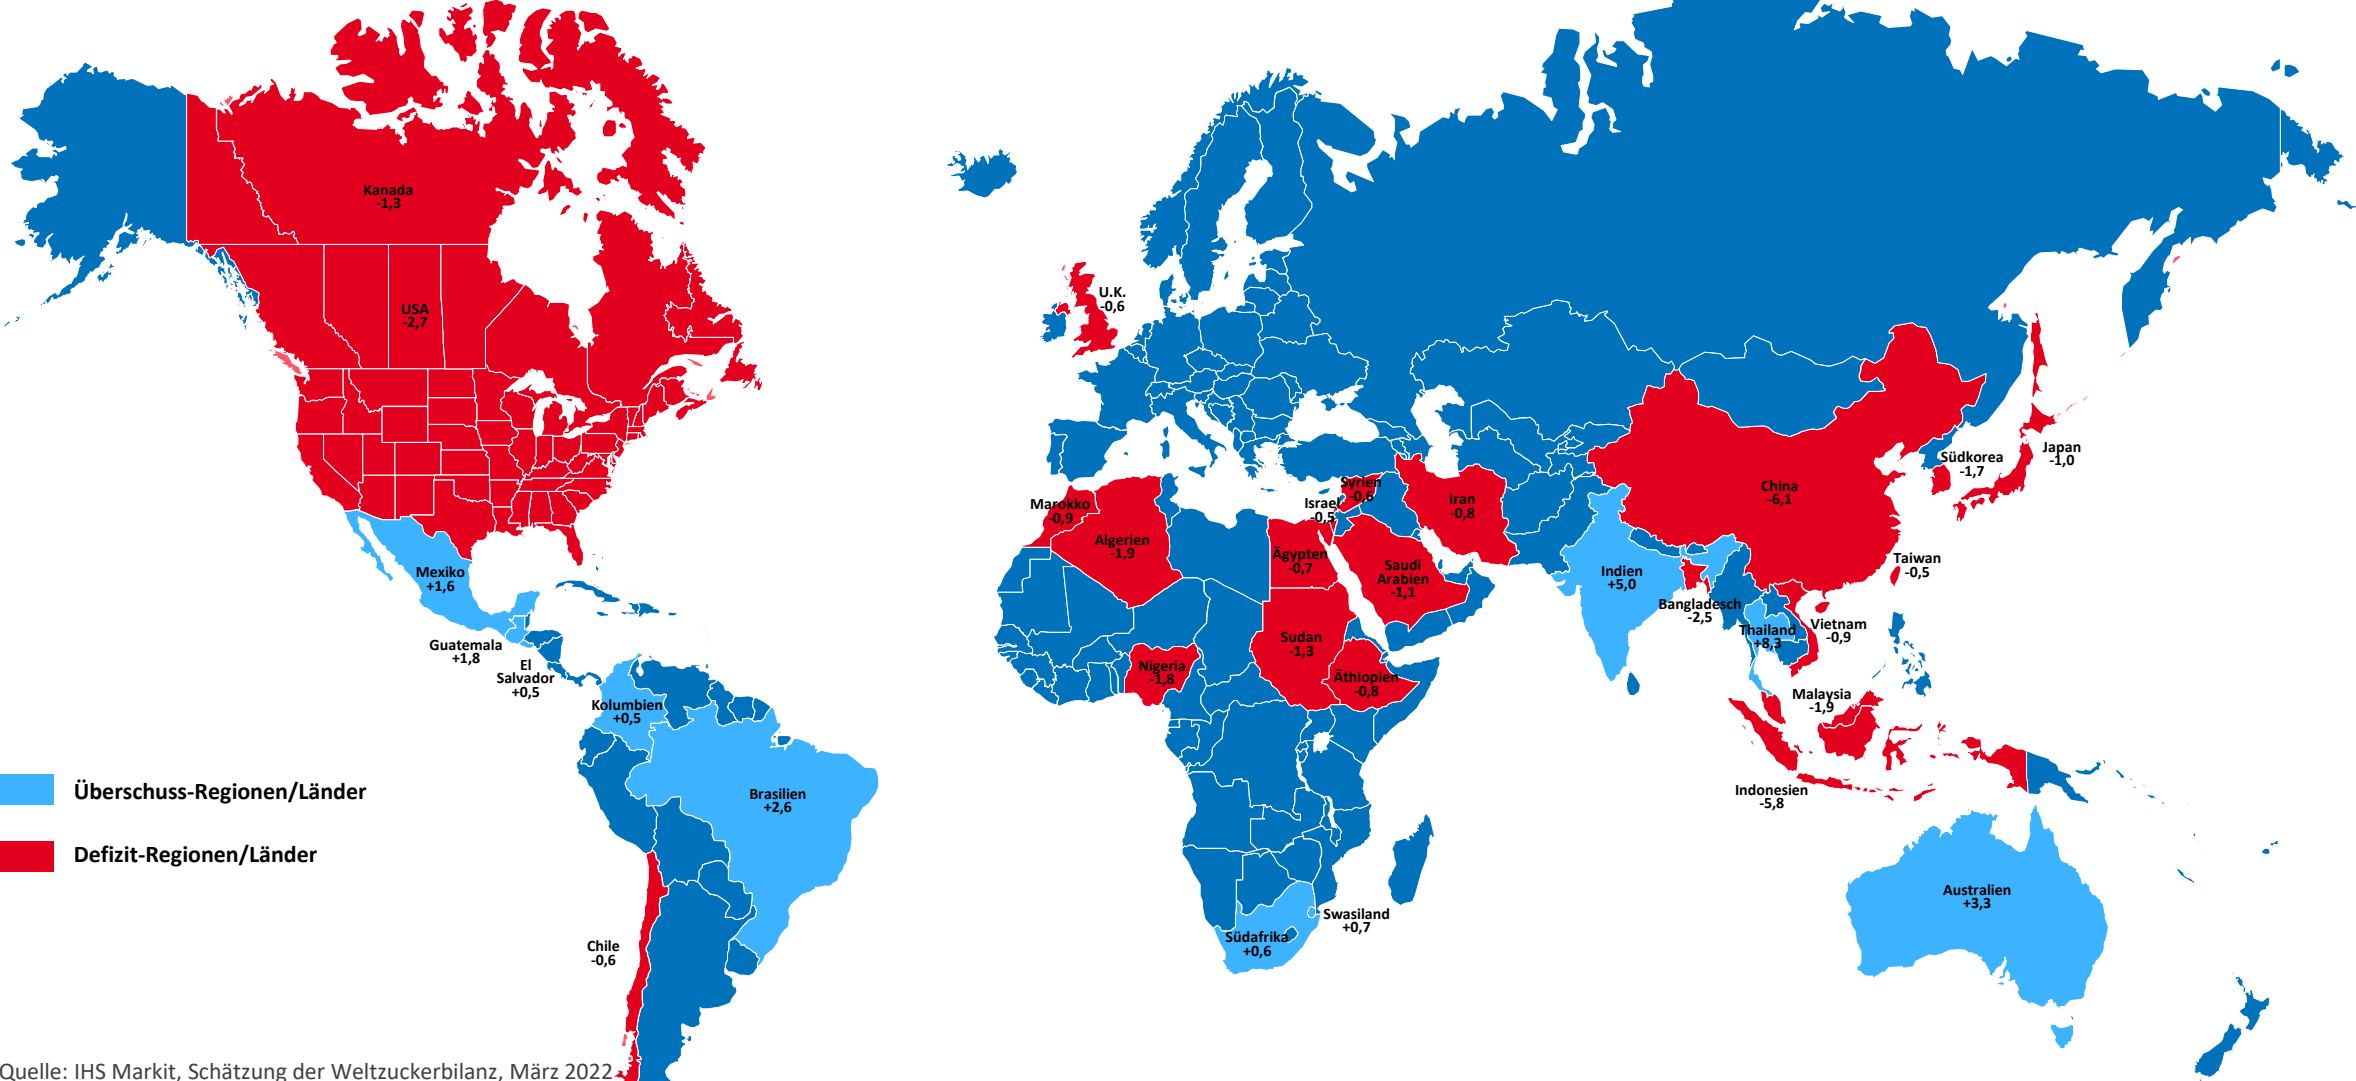 Kanada
-1,3
USA
-2,7
U.K.
-0,6
Japan
-1,0
Südkorea
-1,7
China
-6,1
Syrien
-0,6
Iran
-0,8
Israel
-0,5
Marokko
-0,9
Algerien
-1,9
Ägypten
-0,7
Saudi
Arabien
-1,1
Indien
+5,0
Taiwan
-0,5
Mexiko
+1,6
Bangladesch
-2,5
Thailand
+8,3
Vietnam
-0,9
Guatemala
+1,8
El
Salvador
+0,5
Sudan
-1,3
Nigeria
-1,8
Äthiopien
-0,8
Kolumbien
+0,5
Malaysia
-1,9
Indonesien
-5,8
Überschuss-Regionen/Länder
Brasilien
+2,6
Defizit-Regionen/Länder
Australien
+3,3
Swasiland
+0,7
Südafrika
+0,6
Chile
-0,6
Quelle: IHS Markit, Schätzung der Weltzuckerbilanz, März 2022